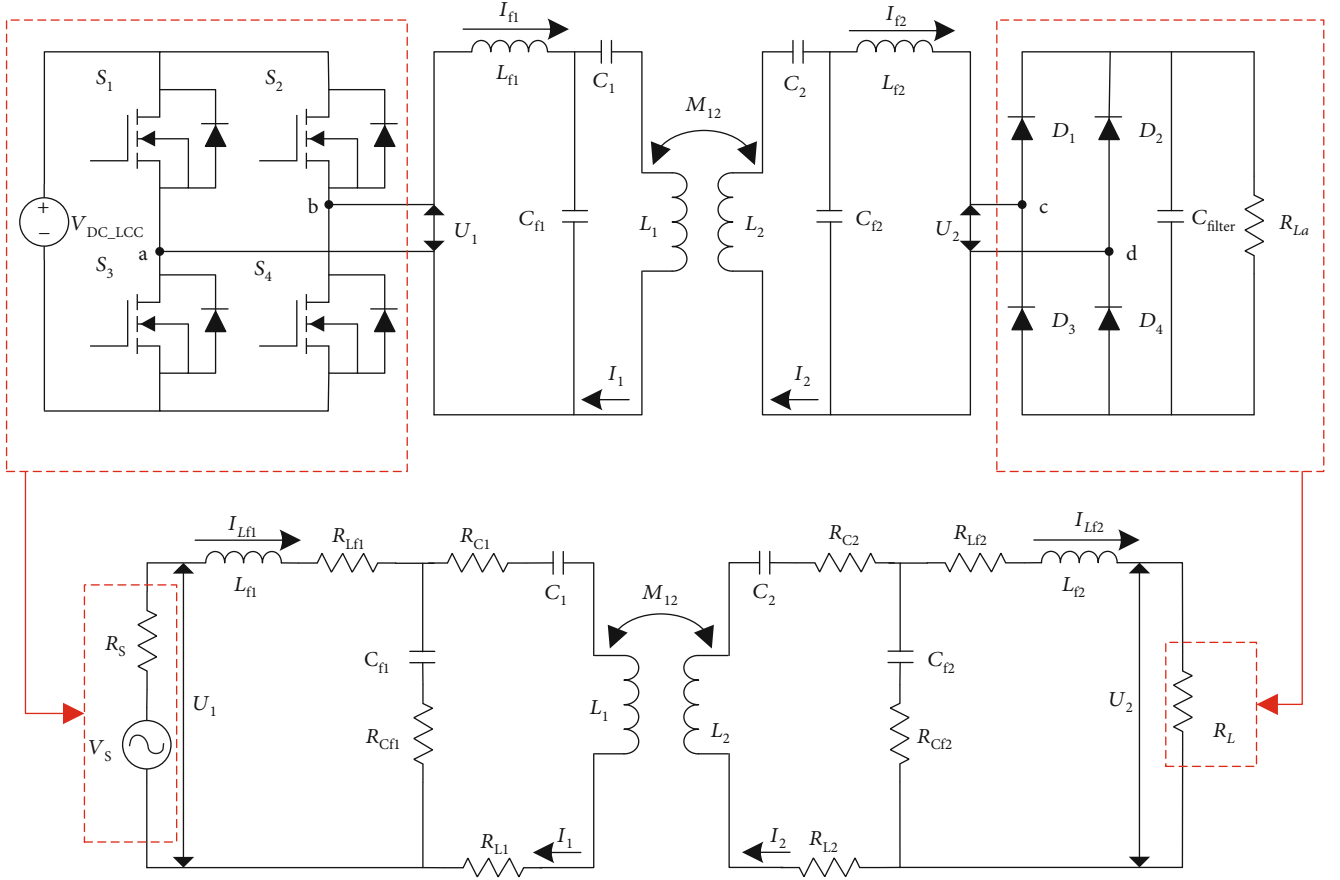 I_f1
I_f2
S_1
S_2
L_f1
C_1
C_2
L_f2
M_12
D_1
D_2
+
−
V_DC_LCC
b
a
U_1
C_f1
L_1
L_2
C_f2
U_2
c
d
C_filter
R_La
S_3
S_4
D_3
D_4
I_1
I_2
I_Lf1
R_Lf1
R_C1
L_f1
C_1
M_12
C_2
R_C2
R_Lf2
I_Lf2
L_f2
R_S
V_S
U_1
C_f1
R_Cf1
L_1
L_2
C_f2
R_Cf2
U_2
R_L
R_L1
I_1
I_2
R_L2